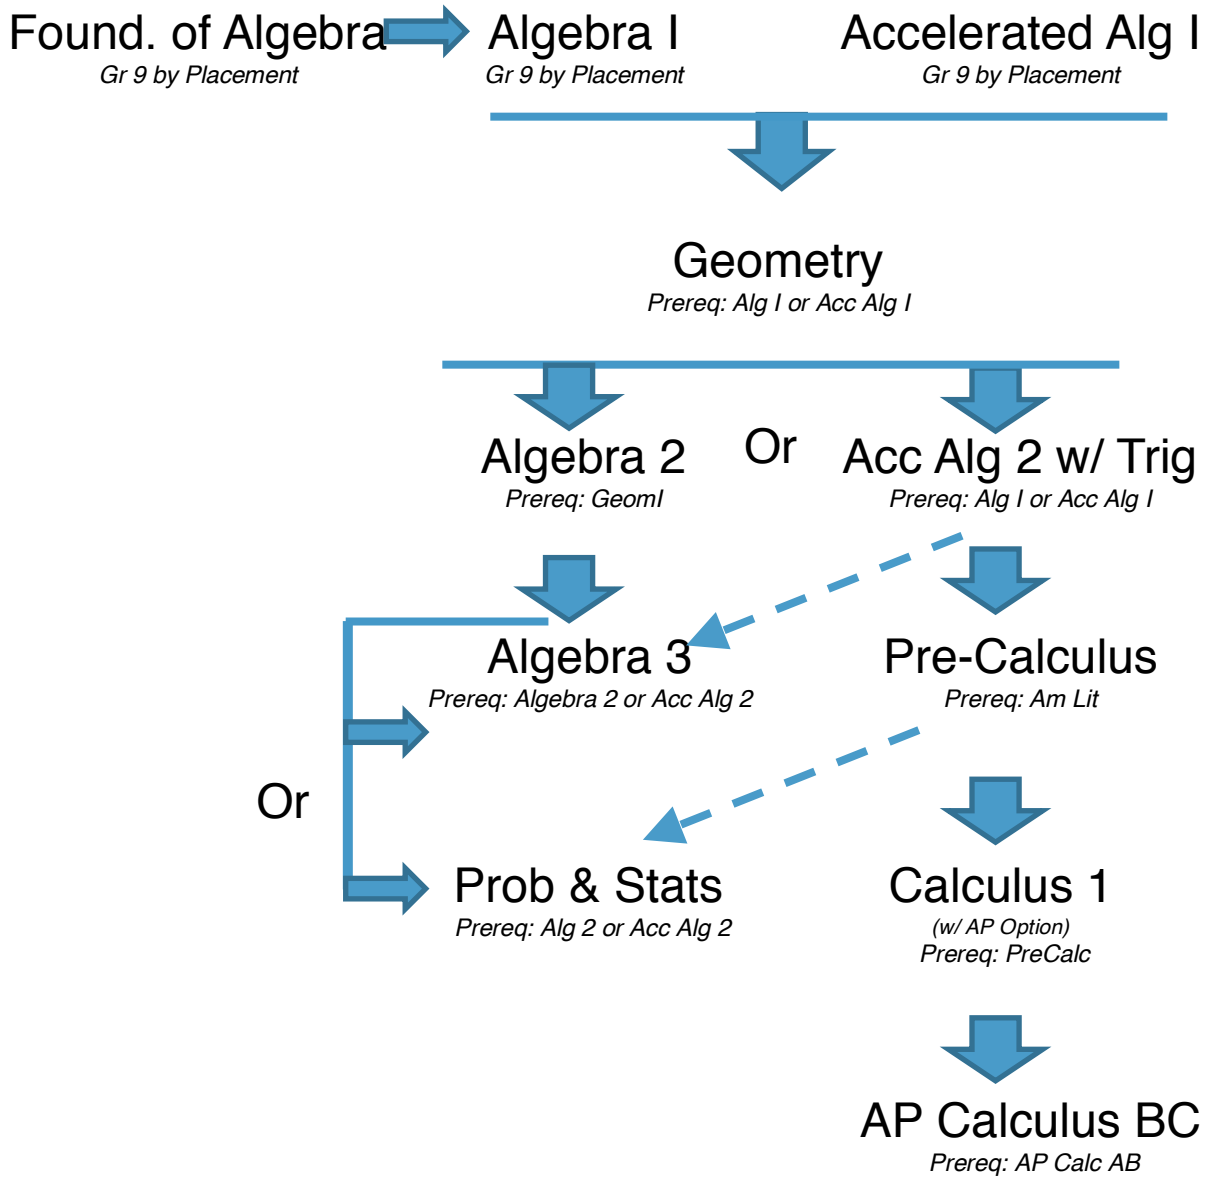 Found. of Algebra
Gr 9 by Placement
Algebra I
Gr 9 by Placement
Accelerated Alg I
Gr 9 by Placement
Geometry
Prereq: Alg I or Acc Alg I
Algebra 2
Prereq: GeomI
Or
Acc Alg 2 w/ Trig
Prereq: Alg I or Acc Alg I
Algebra 3
Prereq: Algebra 2 or Acc Alg 2
Pre-Calculus
Prereq: Am Lit
Or
Prob & Stats
Prereq: Alg 2 or Acc Alg 2
Calculus 1
(w/ AP Option)
Prereq: PreCalc
AP Calculus BC
Prereq: AP Calc AB